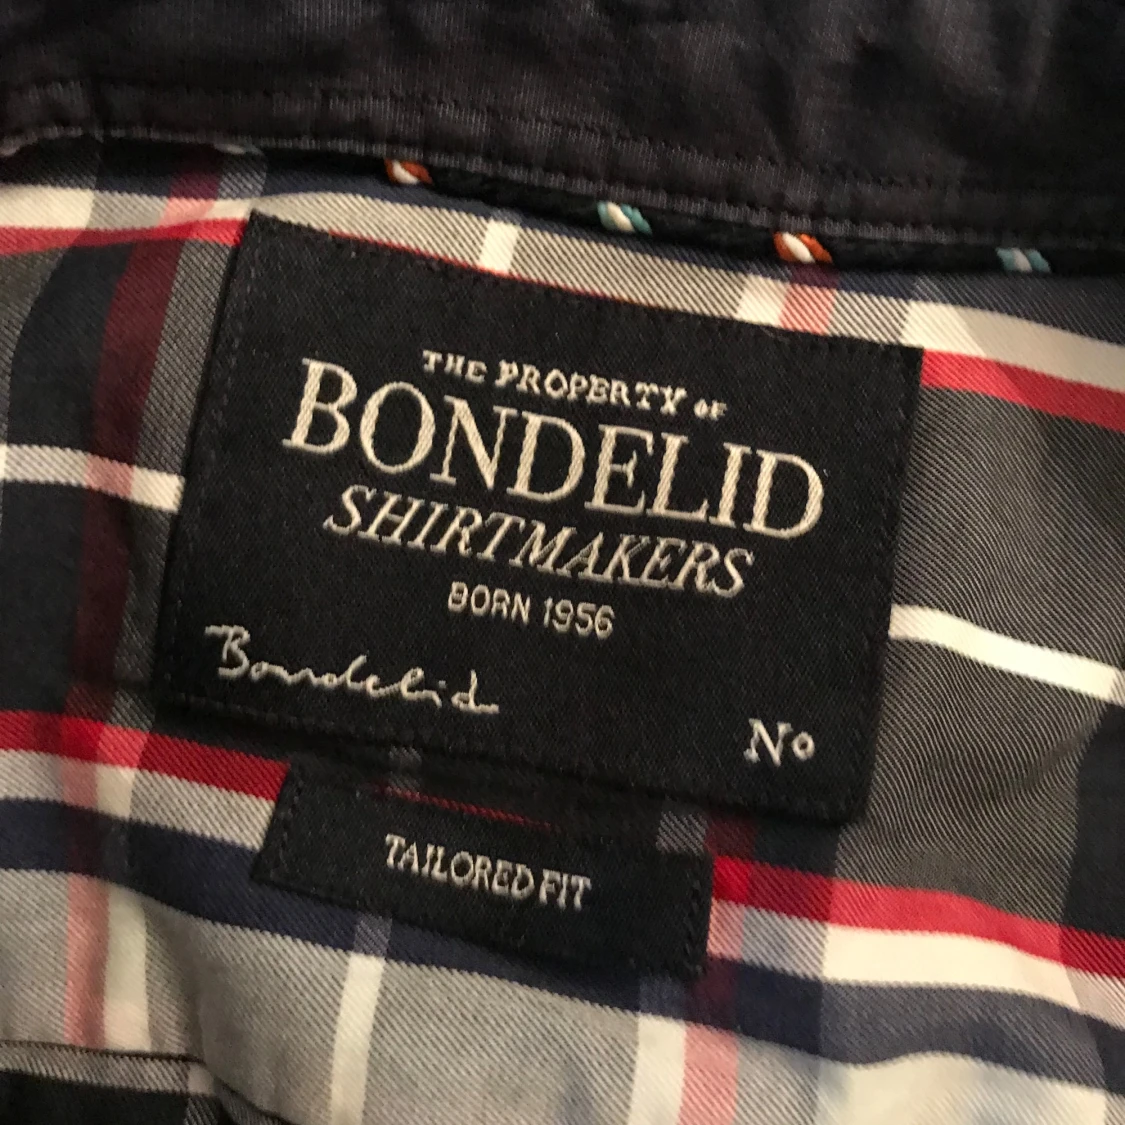 THE PROPERTY OF
BONDELID
SHIRTMAKERS
BORN 1956
Bondelid
No
TAILORED FIT